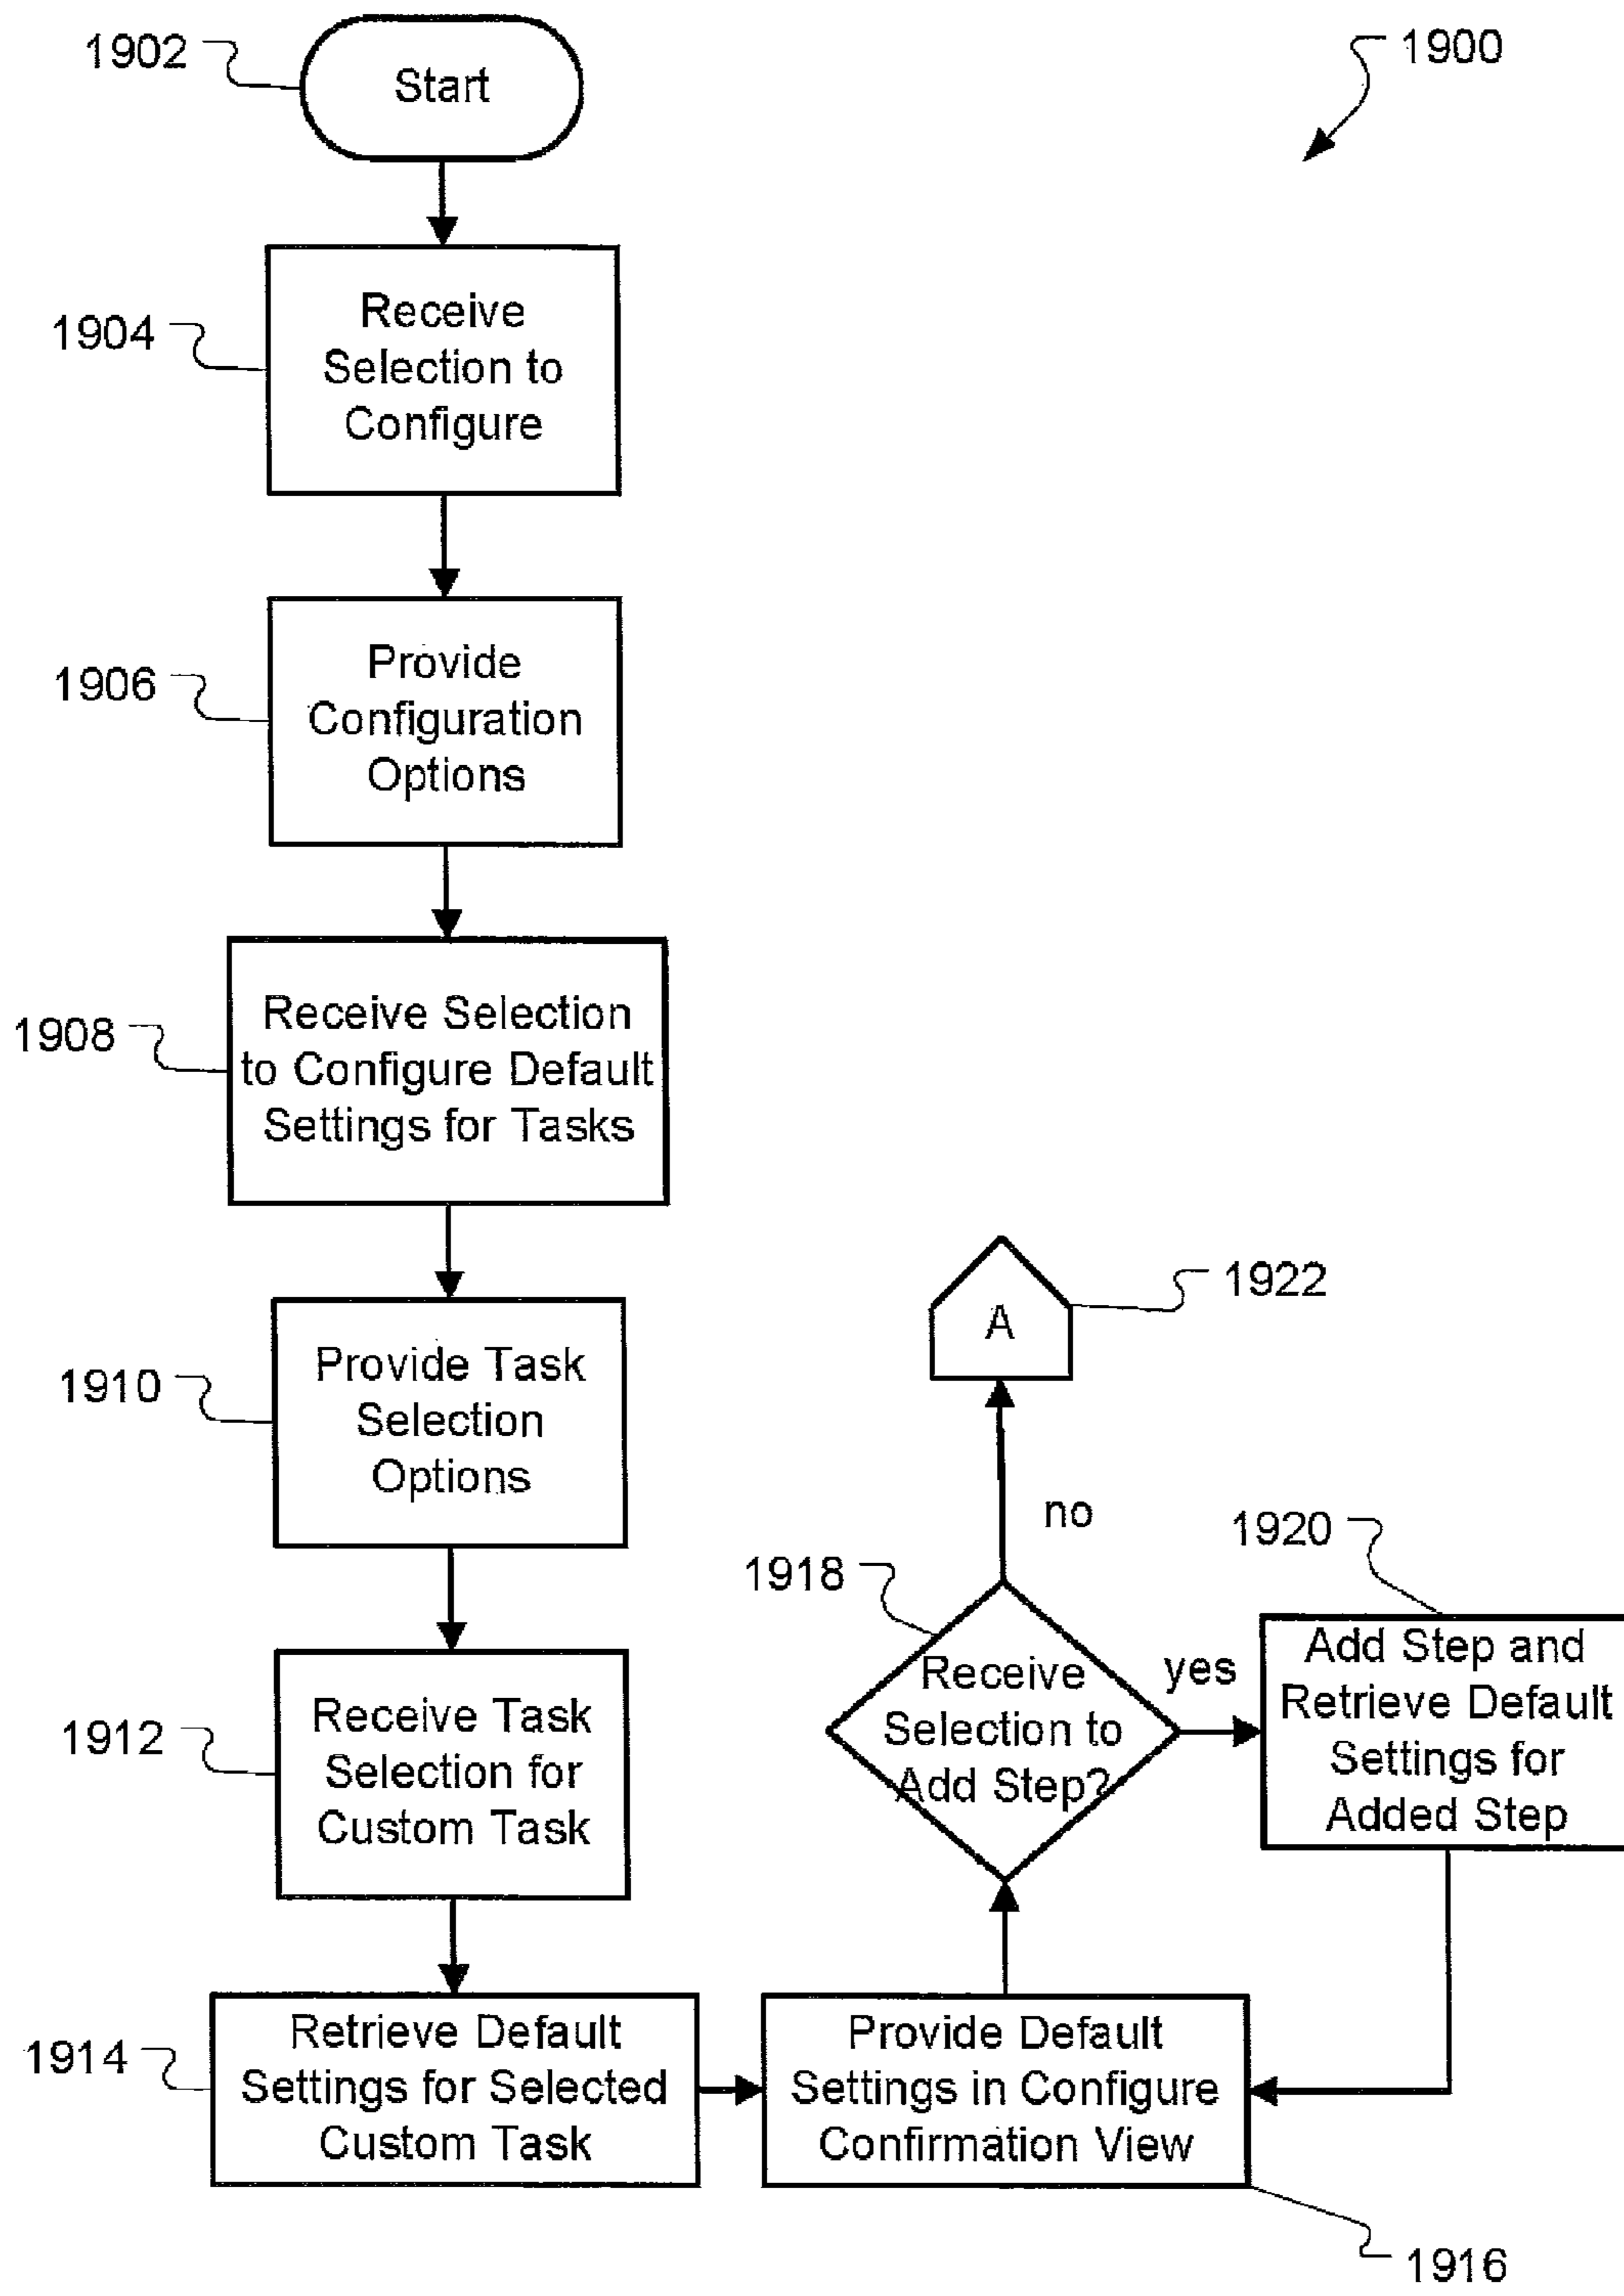 1902
Start
1900
1904
Receive
Selection to
Configure
1906
Provide
Configuration
Options
1908
Receive Selection
to Configure Default
Settings for Tasks
1910
Provide Task
Selection
Options
1912
Receive Task
Selection for
Custom Task
1914
Retrieve Default
Settings for Selected
Custom Task
Provide Default
Settings in Configure
Confirmation View
1916
1918
Receive
Selection to
Add Step?
yes
1920
Add Step and
Retrieve Default
Settings for
Added Step
no
A
1922